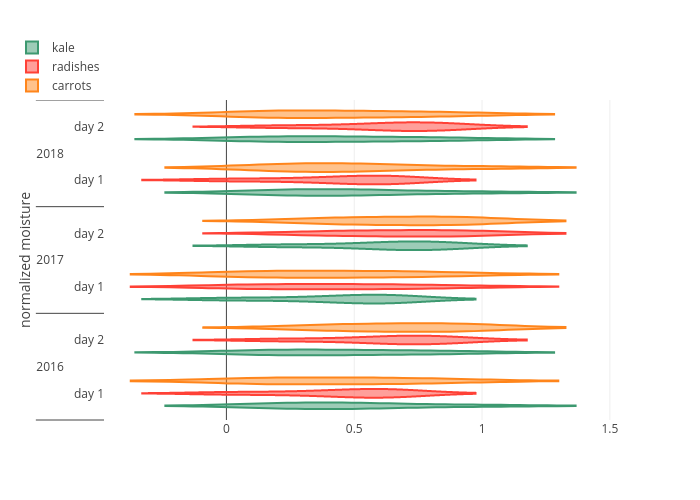 kale
radishes
carrots
day 2
2018
day 1
day 2
2017
day 1
day 2
2016
day 1
normalized moisture
0
0.5
1
1.5